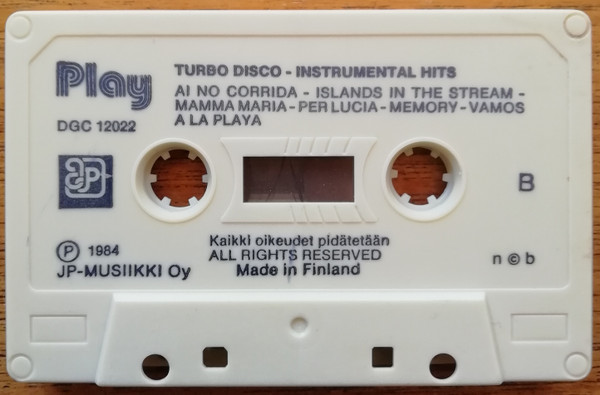 Play
TURBO DISCO - INSTRUMENTAL HITS
AI NO CORRIDA - ISLANDS IN THE STREAM -
MAMMA MARIA - PER LUCIA - MEMORY - VAMOS
A LA PLAYA
DGC 12022
JP
B
Ⓟ 1984
JP-MUSIIKKI Oy
Kaikki oikeudet pidätetään
ALL RIGHTS RESERVED
Made in Finland
n © b